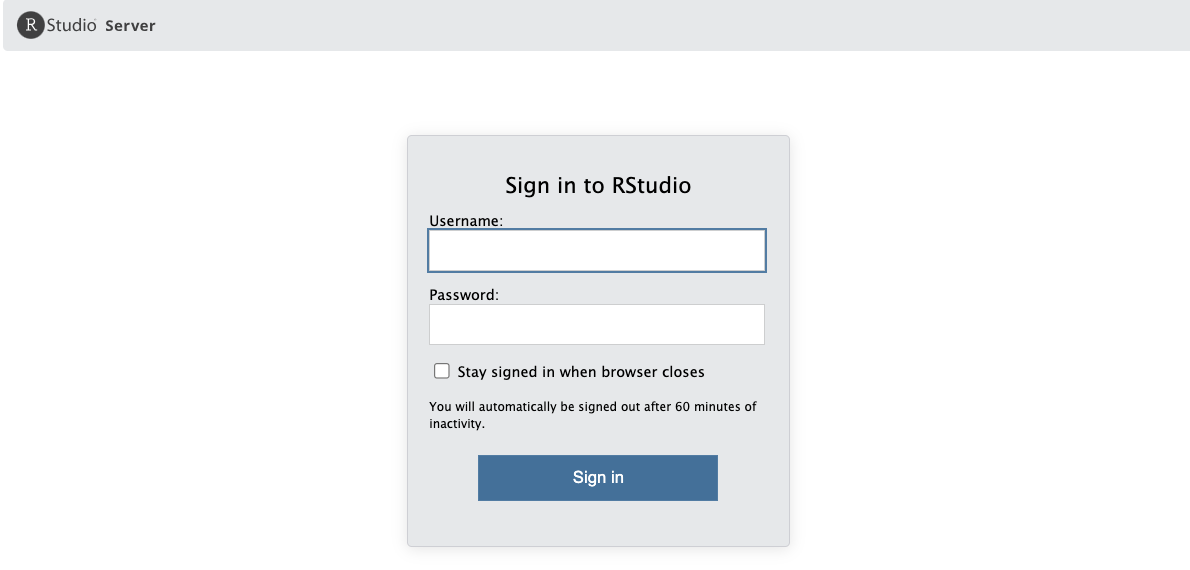 R Studio Server
Sign in to RStudio
Username:
Password:
Stay signed in when browser closes
You will automatically be signed out after 60 minutes of
inactivity.
Sign in